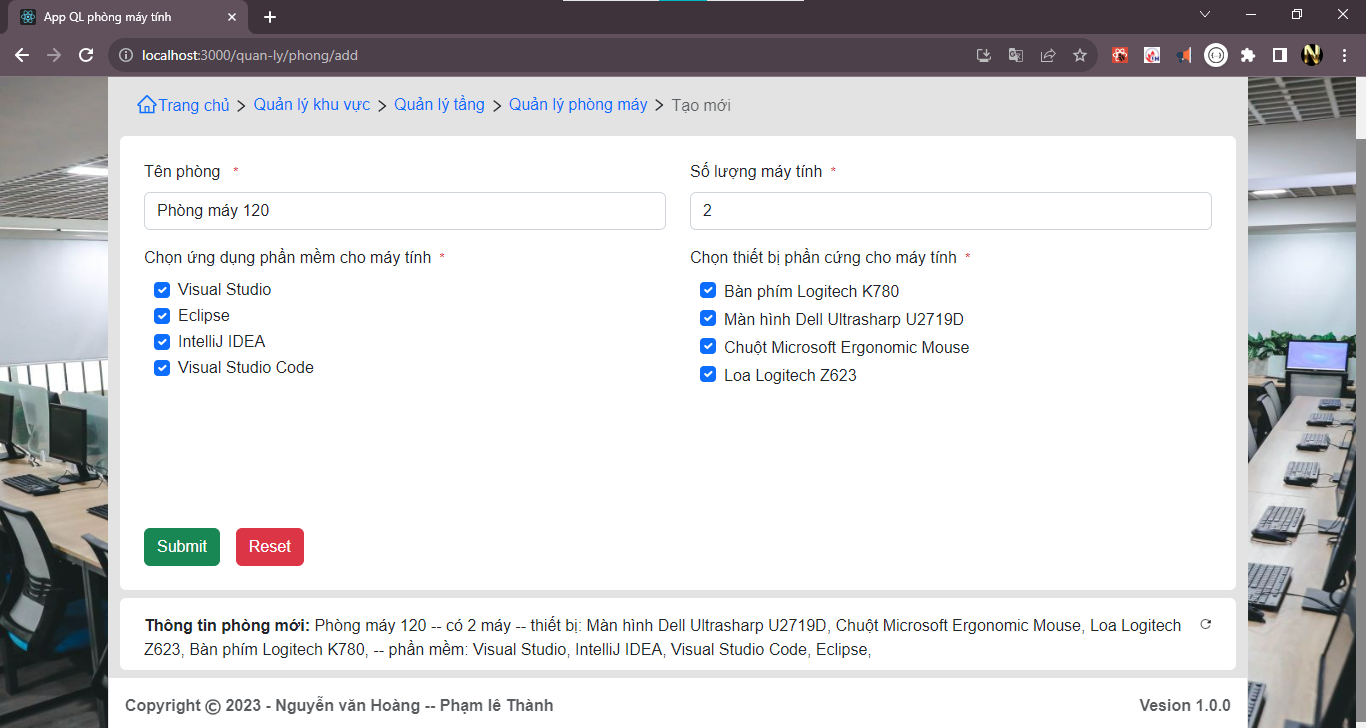 App QL phòng máy tính
localhost:3000/quan-ly/phong/add
Trang chủ > Quản lý khu vực > Quản lý tầng > Quản lý phòng máy > Tạo mới
Tên phòng *
Số lượng máy tính *
Phòng máy 120
2
Chọn ứng dụng phần mềm cho máy tính *
Visual Studio
Eclipse
IntelliJ IDEA
Visual Studio Code
Chọn thiết bị phần cứng cho máy tính *
Bàn phím Logitech K780
Màn hình Dell Ultrasharp U2719D
Chuột Microsoft Ergonomic Mouse
Loa Logitech Z623
Submit
Reset
Thông tin phòng mới: Phòng máy 120 -- có 2 máy -- thiết bị: Màn hình Dell Ultrasharp U2719D, Chuột Microsoft Ergonomic Mouse, Loa Logitech
Z623, Bàn phím Logitech K780, -- phần mềm: Visual Studio, IntelliJ IDEA, Visual Studio Code, Eclipse,
Copyright © 2023 - Nguyễn văn Hoàng -- Phạm lê Thành
Vesion 1.0.0